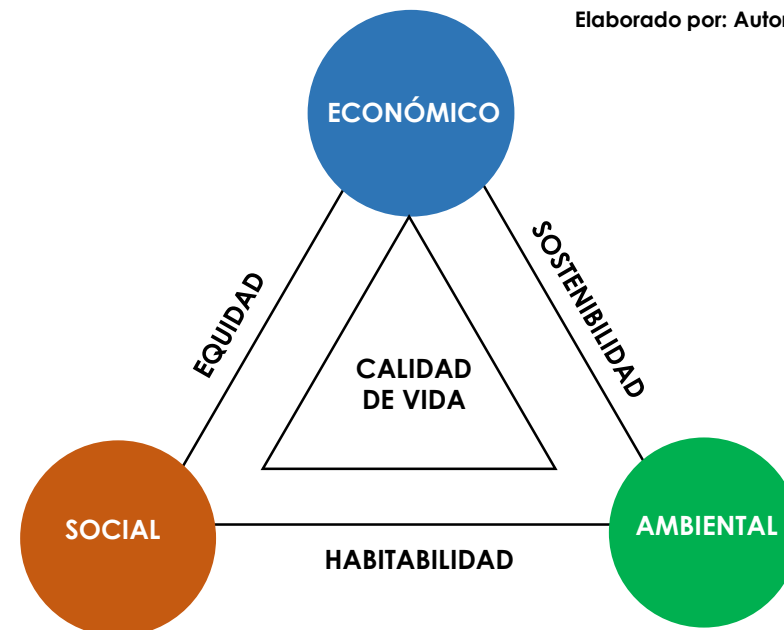 Elaborado por: Autor
ECONÓMICO
EQUIDAD
SOSTENIBILIDAD
CALIDAD
DE VIDA
SOCIAL
AMBIENTAL
HABITABILIDAD